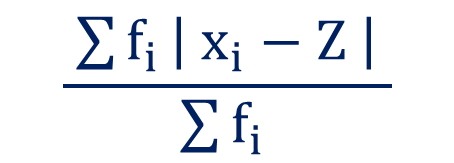 ∑ fᵢ | xᵢ − Z |
∑ fᵢ